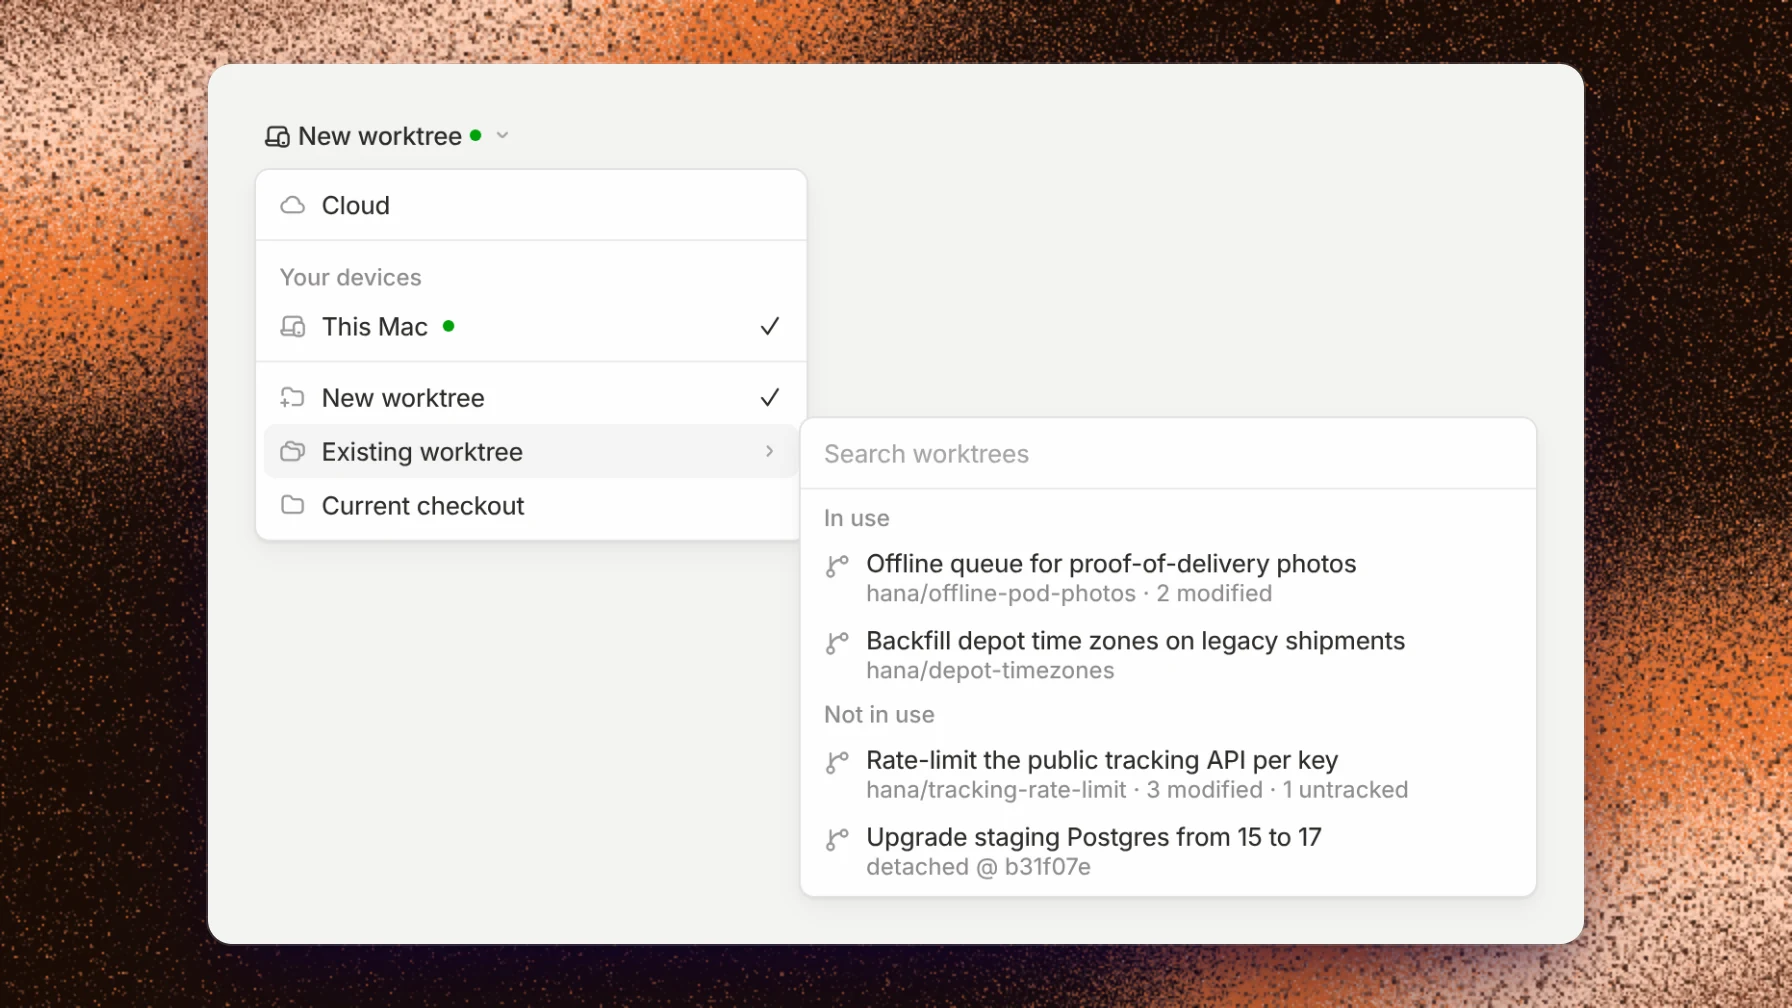 New worktree
Cloud
Your devices
This Mac
New worktree
Existing worktree
Current checkout
Search worktrees
In use
Offline queue for proof-of-delivery photos
hana/offline-pod-photos · 2 modified
Backfill depot time zones on legacy shipments
hana/depot-timezones
Not in use
Rate-limit the public tracking API per key
hana/tracking-rate-limit · 3 modified · 1 untracked
Upgrade staging Postgres from 15 to 17
detached @ b31f07e